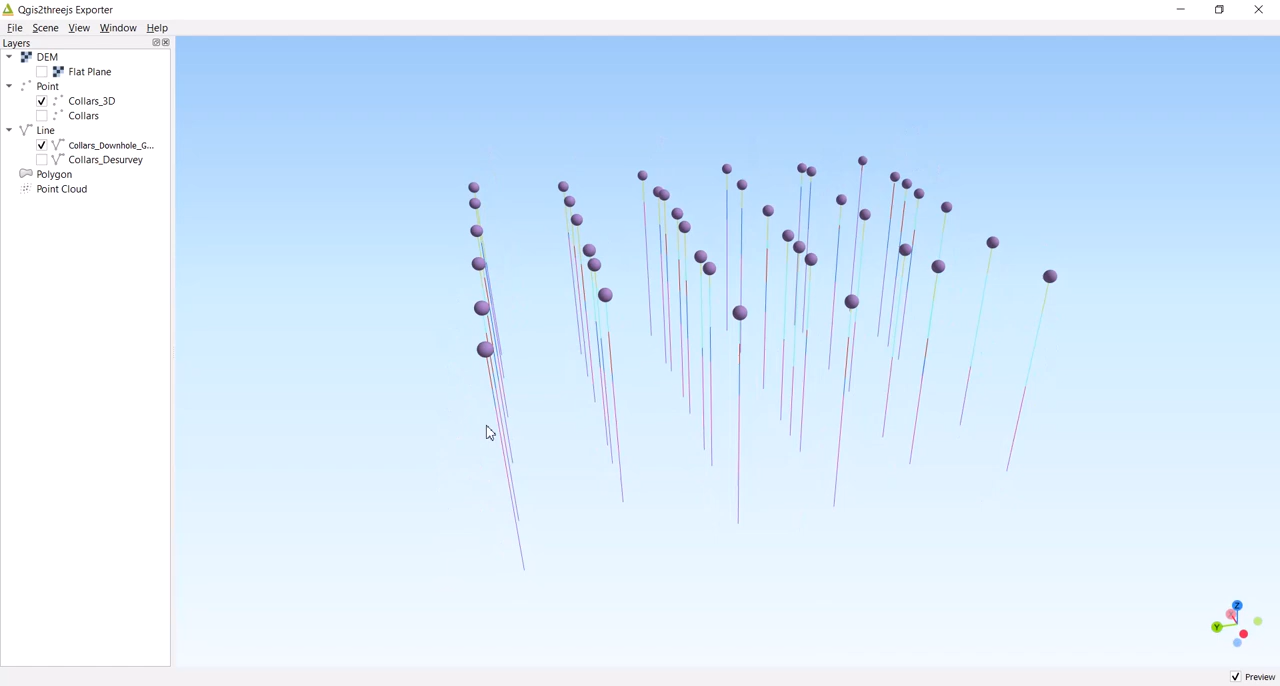 Qgis2threejs Exporter
File Scene View Window Help
Layers
DEM
Flat Plane
Point
Collars_3D
Collars
Line
Collars_Downhole_G...
Collars_Desurvey
Polygon
Point Cloud
Z
Y
Preview